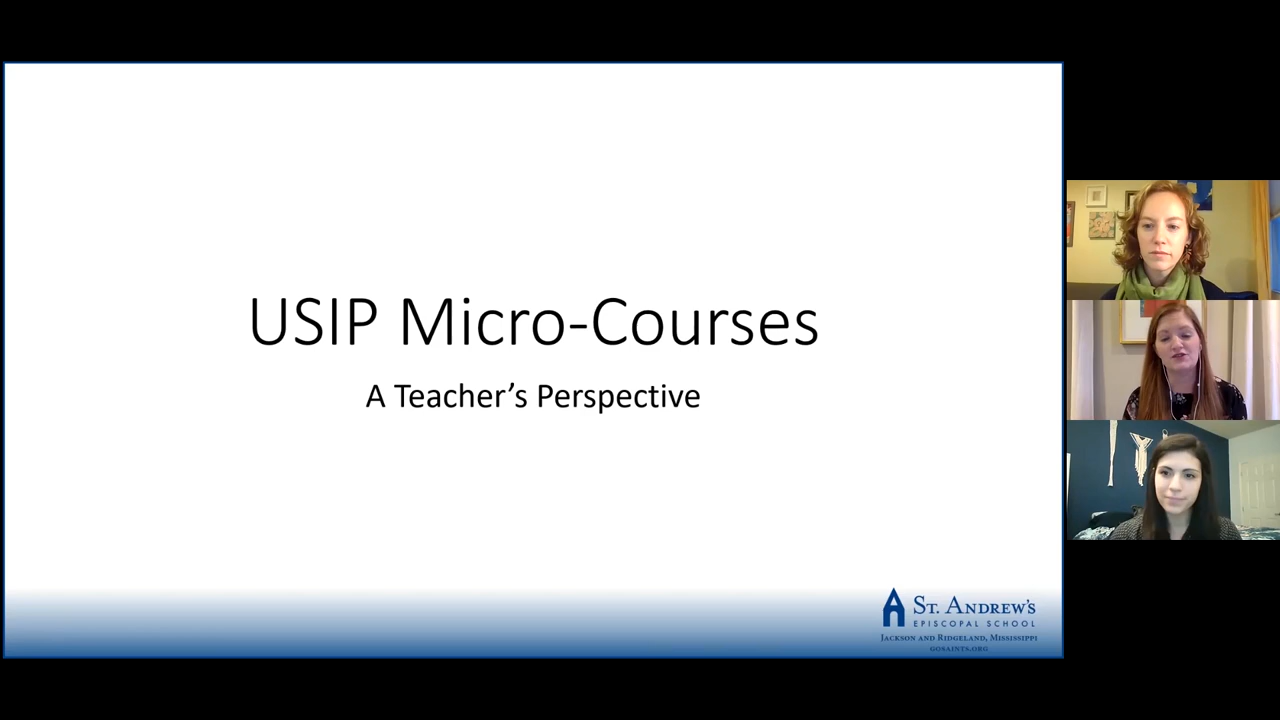 USIP Micro-Courses
A Teacher's Perspective
ST. ANDREW'S
EPISCOPAL SCHOOL
JACKSON AND RIDGELAND, MISSISSIPPI
GOSAINTS.ORG